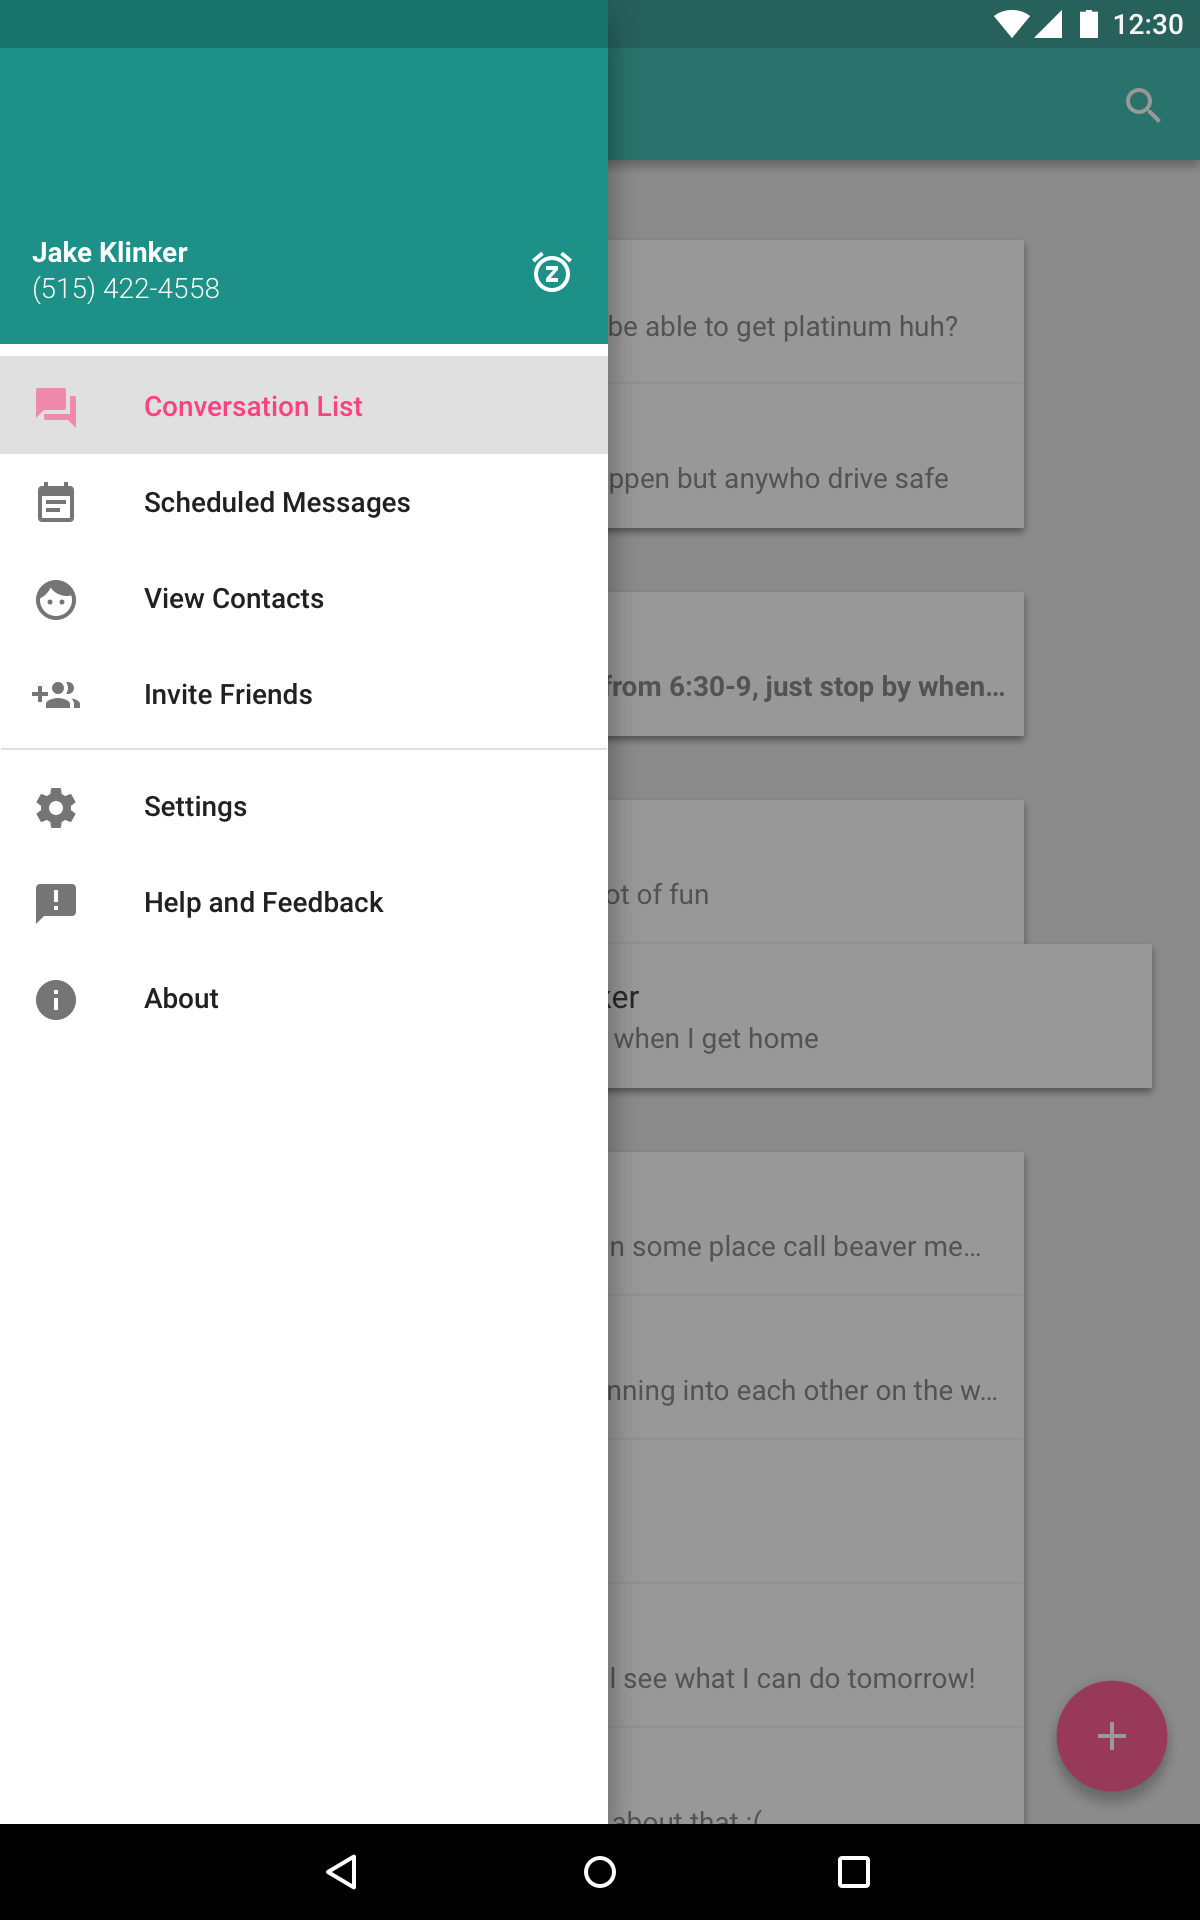 12:30
Jake Klinker
(515) 422-4558
Conversation List
Scheduled Messages
View Contacts
Invite Friends
Settings
Help and Feedback
About
be able to get platinum huh?
ppen but anywho drive safe
from 6:30-9, just stop by when...
ot of fun
ker
when I get home
n some place call beaver me...
nning into each other on the w...
l see what I can do tomorrow!
about that :(